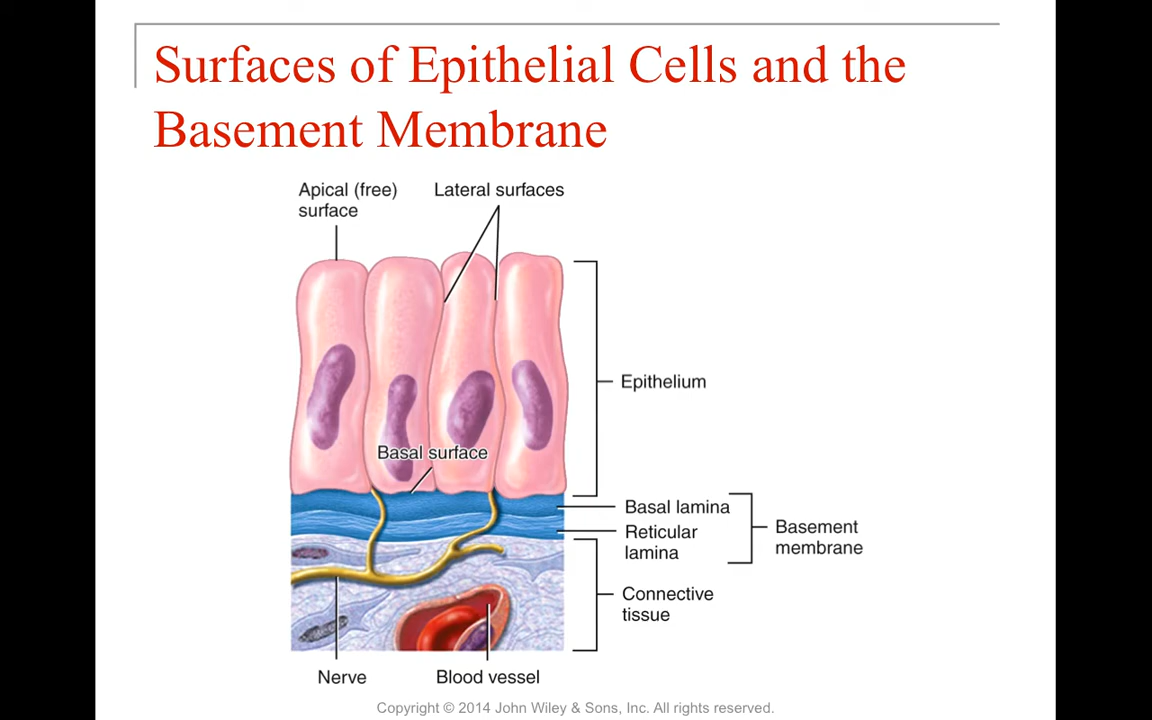 Surfaces of Epithelial Cells and the
Basement Membrane
Apical (free)
surface
Lateral surfaces
Epithelium
Basal surface
Basal lamina
Reticular
lamina
Basement
membrane
Connective
tissue
Nerve
Blood vessel
Copyright © 2014 John Wiley & Sons, Inc. All rights reserved.